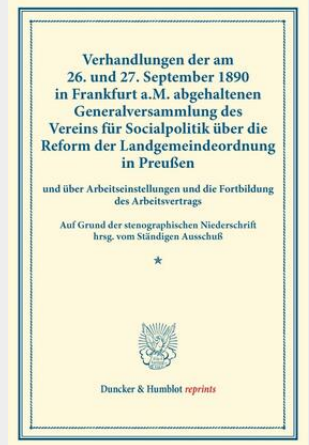 Verhandlungen der am
26. und 27. September 1890
in Frankfurt a.M. abgehaltenen
Generalversammlung des
Vereins für Socialpolitik über die
Reform der Landgemeindeordnung
in Preußen
und über Arbeitseinstellungen und die Fortbildung
des Arbeitsvertrags
Auf Grund der stenographischen Niederschrift
hrsg. vom Ständigen Ausschuß
*
Duncker & Humblot reprints